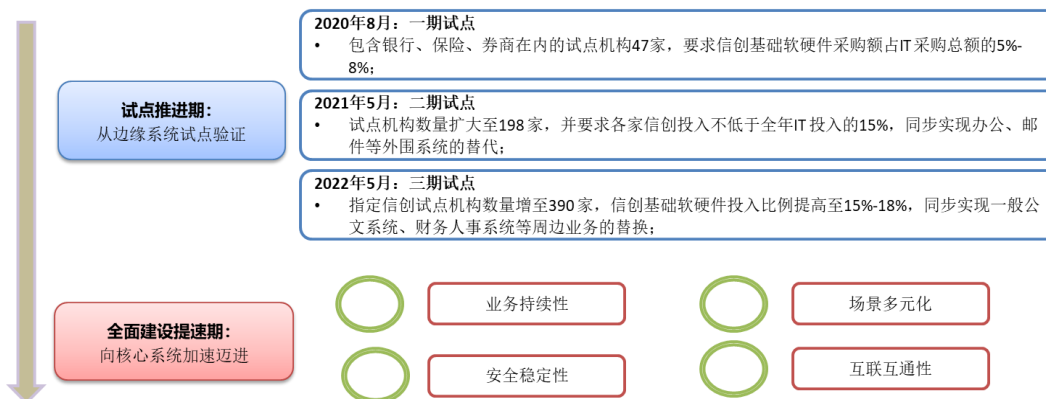 2020年8月：一期试点
• 包含银行、保险、券商在内的试点机构47家，要求信创基础软硬件采购额占IT采购总额的5%-
8%；
试点推进期：
从边缘系统试点验证
2021年5月：二期试点
• 试点机构数量扩大至198家，并要求各家信创投入不低于全年IT投入的15%，同步实现办公、邮
件等外围系统的替代；
2022年5月：三期试点
• 指定信创试点机构数量增至390家，信创基础软硬件投入比例提高至15%-18%，同步实现一般公
文系统、财务人事系统等周边业务的替换；
全面建设提速期：
向核心系统加速迈进
业务持续性
场景多元化
安全稳定性
互联互通性